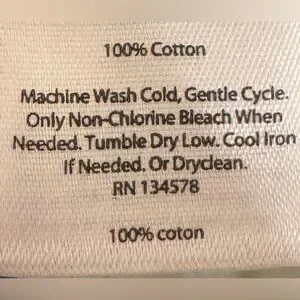 100% Cotton
Machine Wash Cold, Gentle Cycle.
Only Non-Chlorine Bleach When
Needed. Tumble Dry Low. Cool Iron
If Needed. Or Dryclean.
RN 134578
100% coton